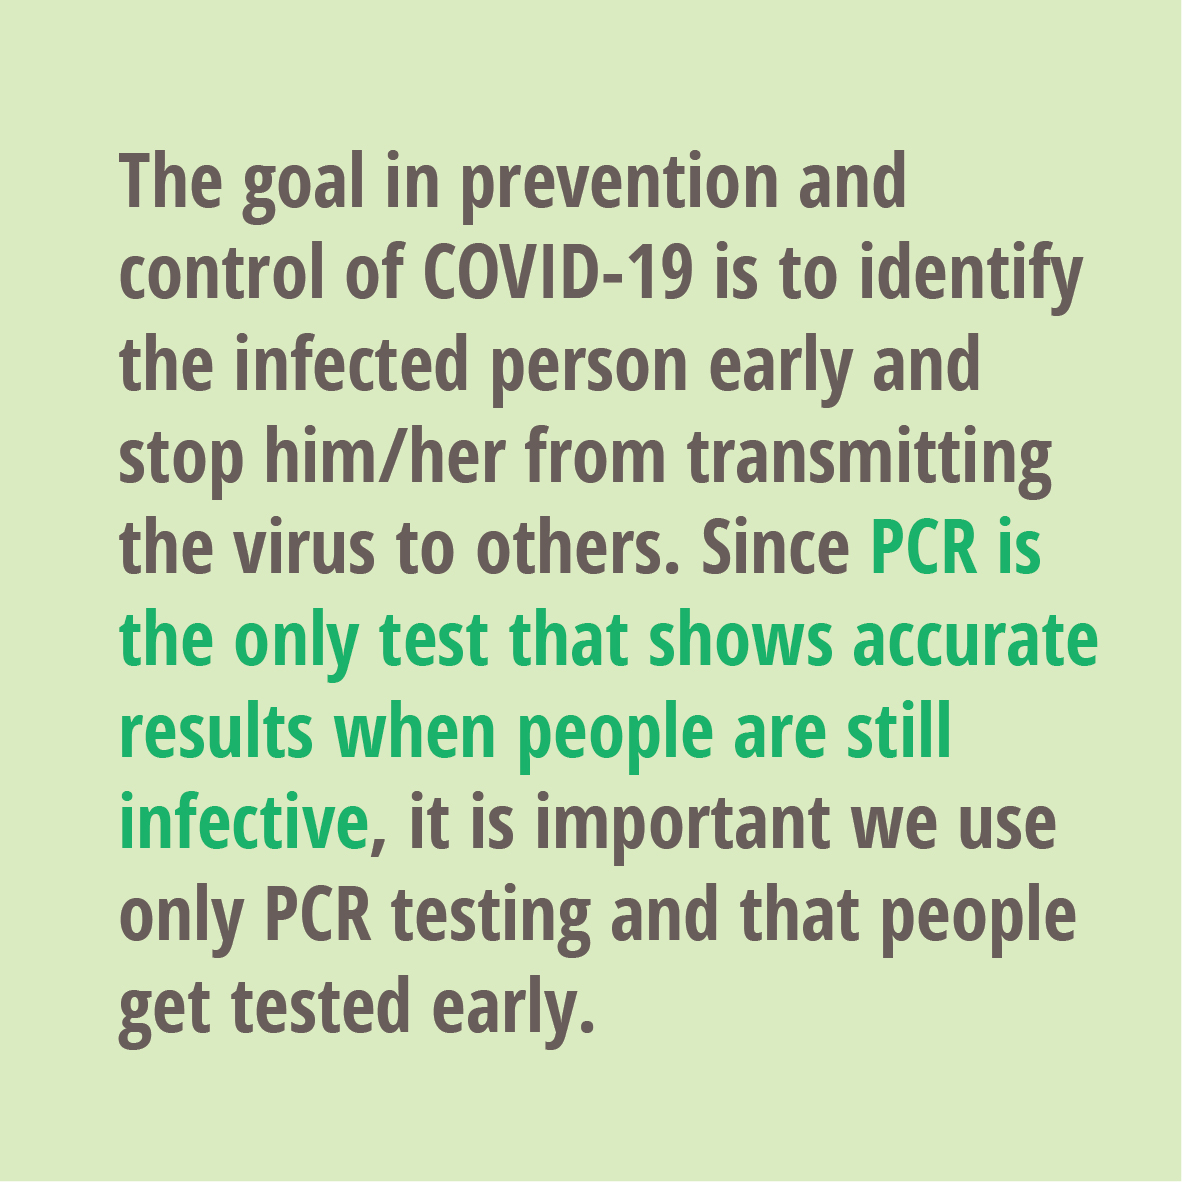 The goal in prevention and
control of COVID-19 is to identify
the infected person early and
stop him/her from transmitting
the virus to others. Since PCR is
the only test that shows accurate
results when people are still
infective, it is important we use
only PCR testing and that people
get tested early.